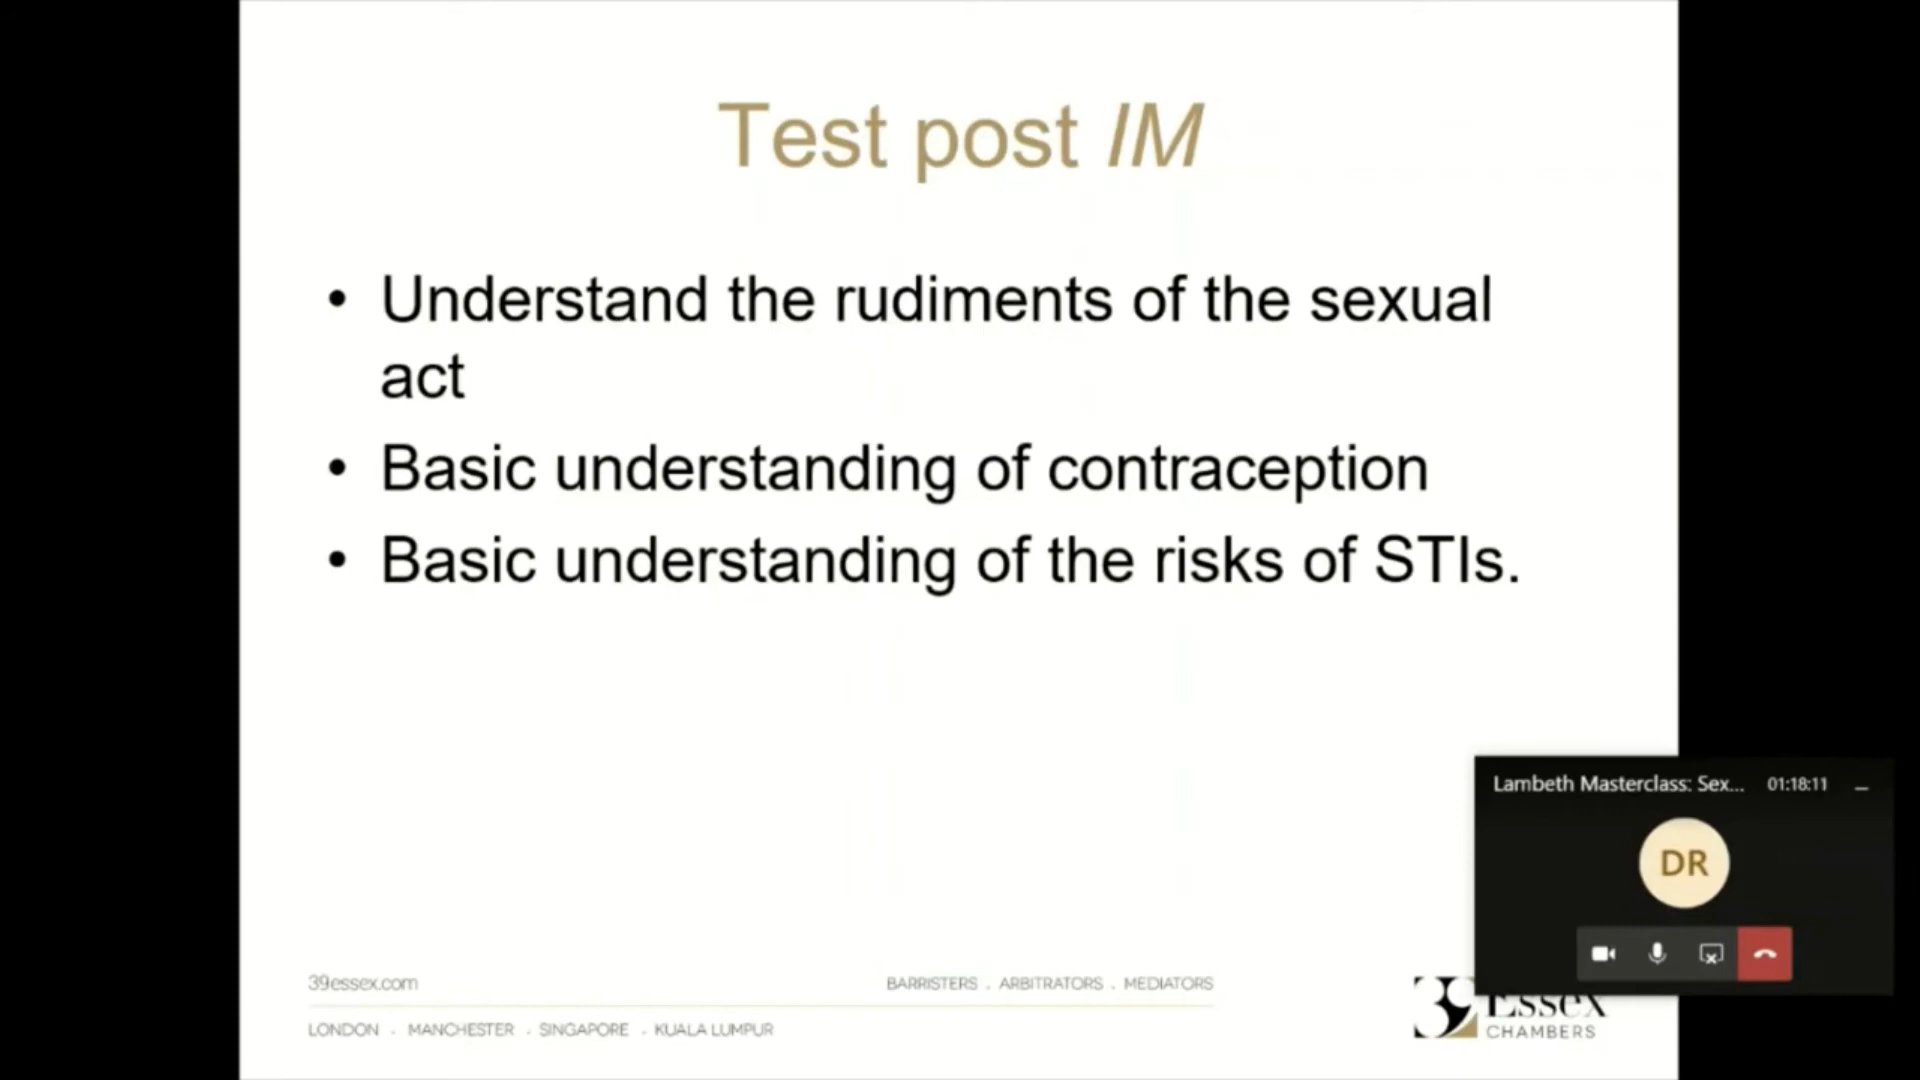 Test post IM
• Understand the rudiments of the sexual
act
• Basic understanding of contraception
• Basic understanding of the risks of STIs.
Lambeth Masterclass: Sex... 01:18:11
DR
39essex.com BARRISTERS . ARBITRATORS . MEDIATORS
LONDON . MANCHESTER . SINGAPORE . KUALA LUMPUR
39 Essex
CHAMBERS